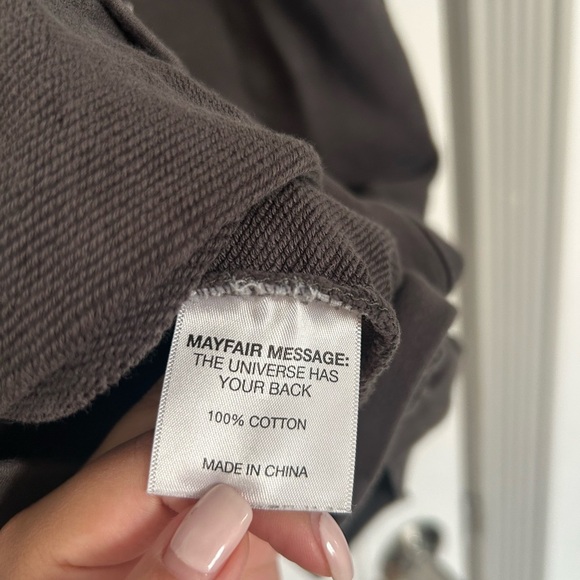 MAYFAIR MESSAGE:
THE UNIVERSE HAS
YOUR BACK
100% COTTON
MADE IN CHINA